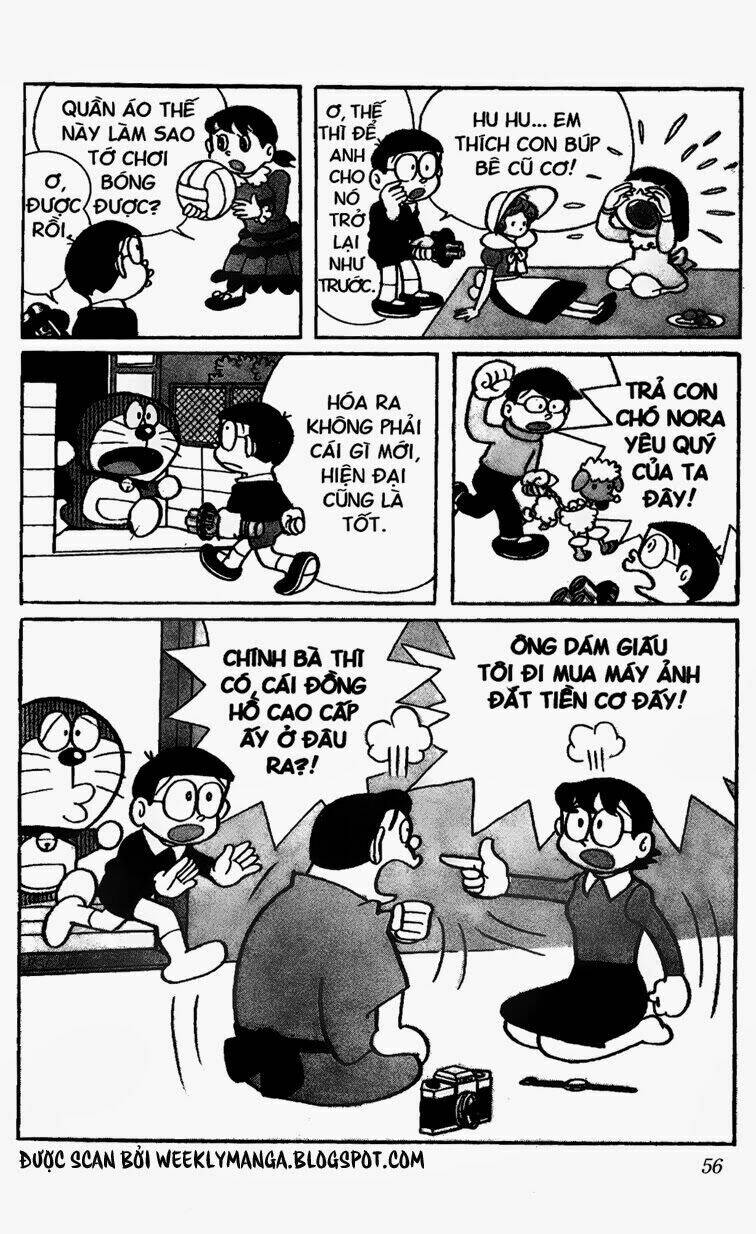 QUẦN ÁO THẾ
NÀY LÀM SAO
TỚ CHƠI
BÓNG
ĐƯỢC?
Ơ,
ĐƯỢC
RỒI.
HU HU... EM
THÍCH CON BÚP
BÊ CŨ CƠ!
Ơ, THẾ
THÌ ĐỂ
ANH
CHO
NÓ
TRỞ
LẠI
NHƯ
TRƯỚC.
HÓA RA
KHÔNG PHẢI
CÁI GÌ MỚI,
HIỆN ĐẠI
CŨNG LÀ
TỐT.
TRẢ CON
CHÓ NORA
YÊU QUÝ
CỦA TA
ĐÂY!
CHÍNH BÀ THÌ
CÓ, CÁI ĐỒNG
HỒ CAO CẤP
ẤY Ở ĐÂU
RA?!
ÔNG DÁM GIẤU
TÔI ĐI MUA MÁY ẢNH
ĐẮT TIỀN CƠ ĐẤY!
ĐƯỢC SCAN BỞI WEEKLYMANGA.BLOGSPOT.COM
56